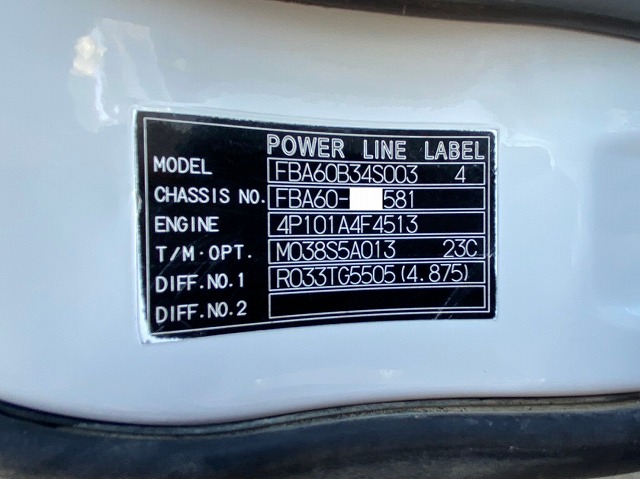 POWER LINE LABEL
MODEL FBA60B34S003 4
CHASSIS NO. FBA60- 581
ENGINE 4P101A4F4513
T/M·OPT. M038S5A013 23C
DIFF.NO.1 R033TG5505(4.875)
DIFF.NO.2